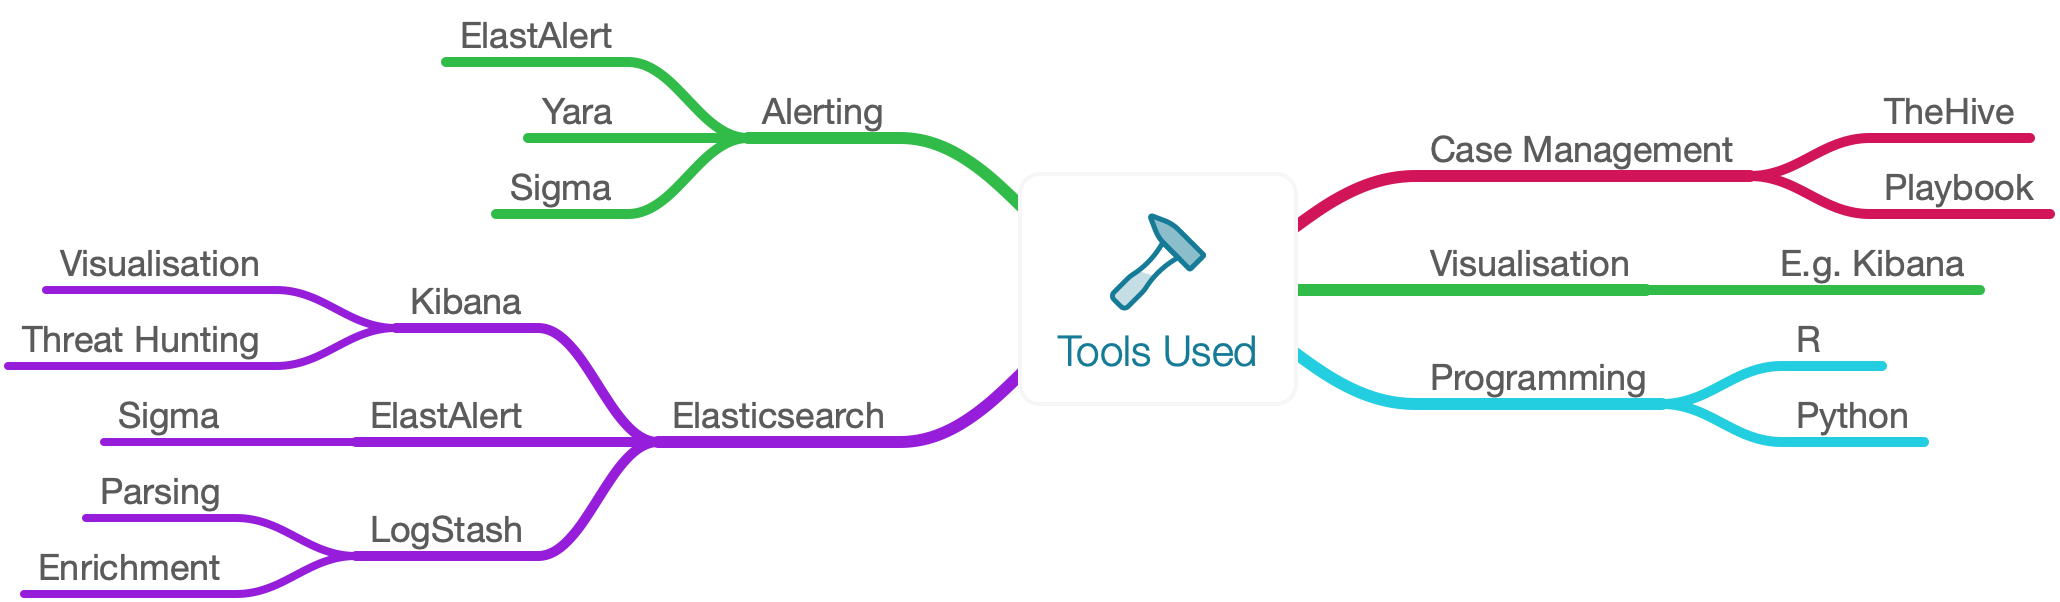 Tools Used
Alerting
ElastAlert
Yara
Sigma
Elasticsearch
Kibana
Visualisation
Threat Hunting
ElastAlert
Sigma
LogStash
Parsing
Enrichment
Case Management
TheHive
Playbook
Visualisation
E.g. Kibana
Programming
R
Python